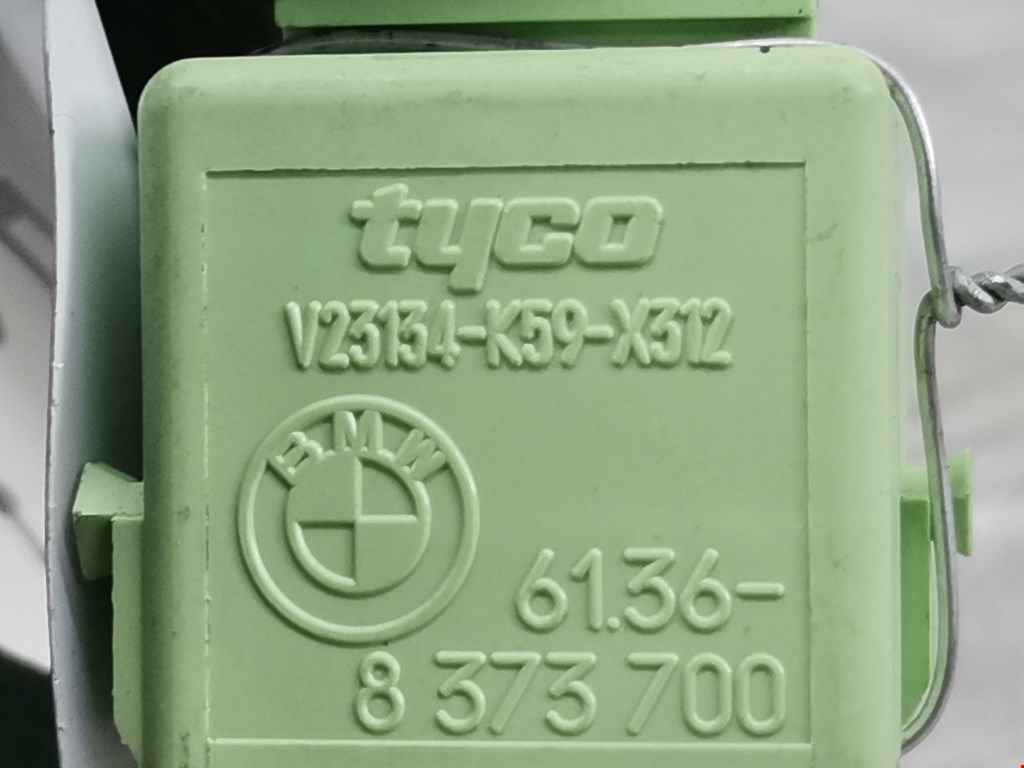 tyco
V23134-K59-X312
BMW
61.36-
8 373 700